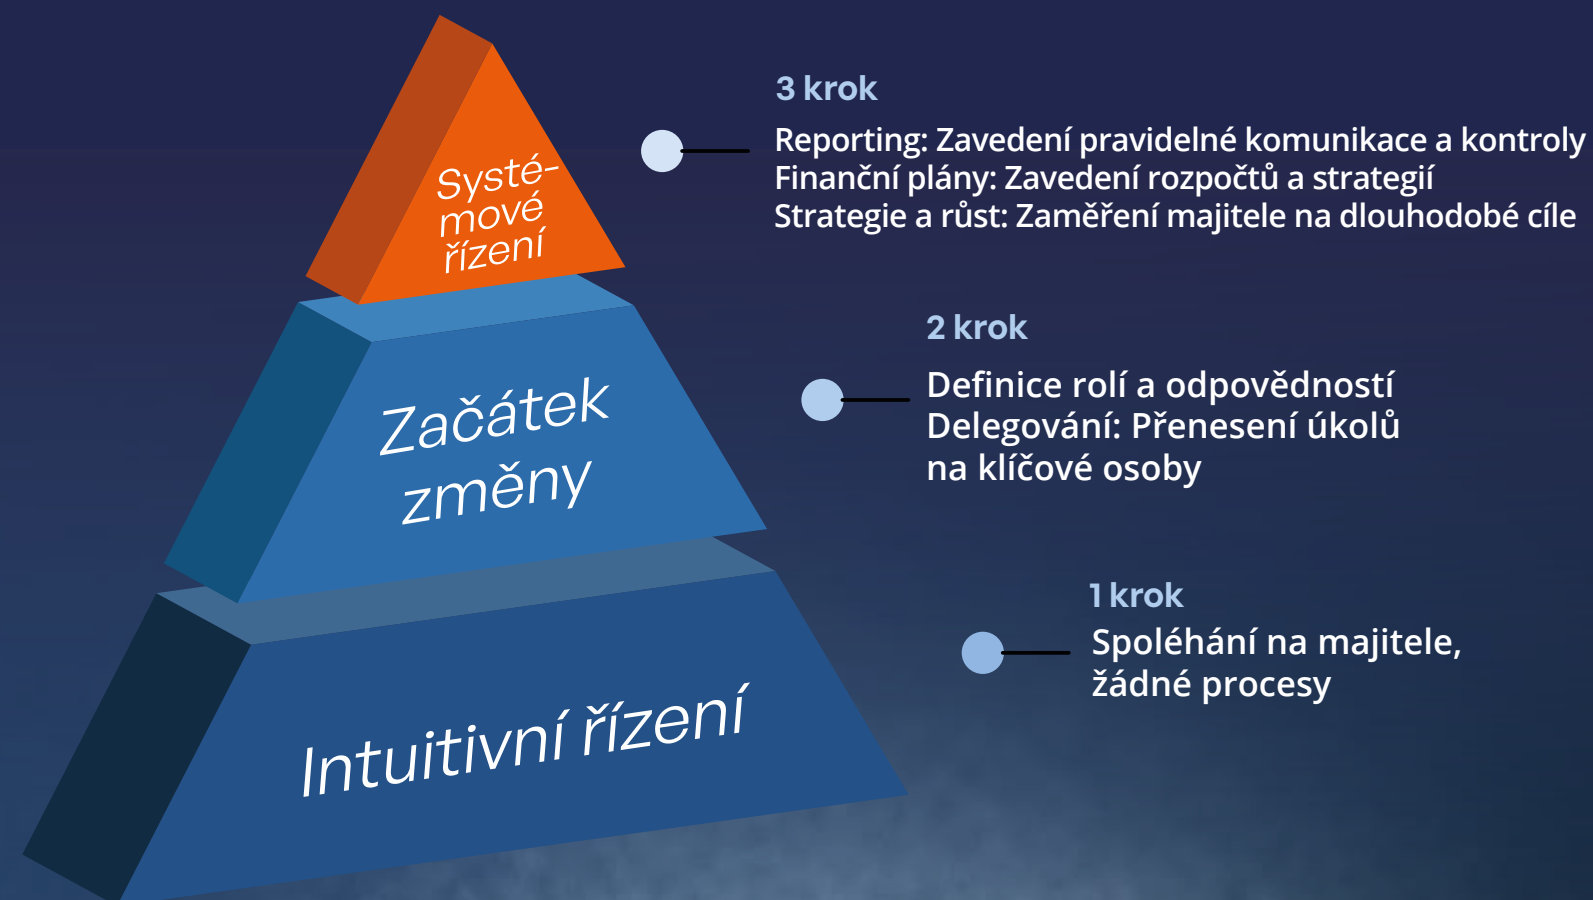 3 krok
Reporting: Zavedení pravidelné komunikace a kontroly
Finanční plány: Zavedení rozpočtů a strategií
Strategie a růst: Zaměření majitele na dlouhodobé cíle
Systé-
mové
řízení
2 krok
Definice rolí a odpovědností
Delegování: Přenesení úkolů
na klíčové osoby
Začátek
změny
1 krok
Spoléhání na majitele,
žádné procesy
Intuitivní řízení